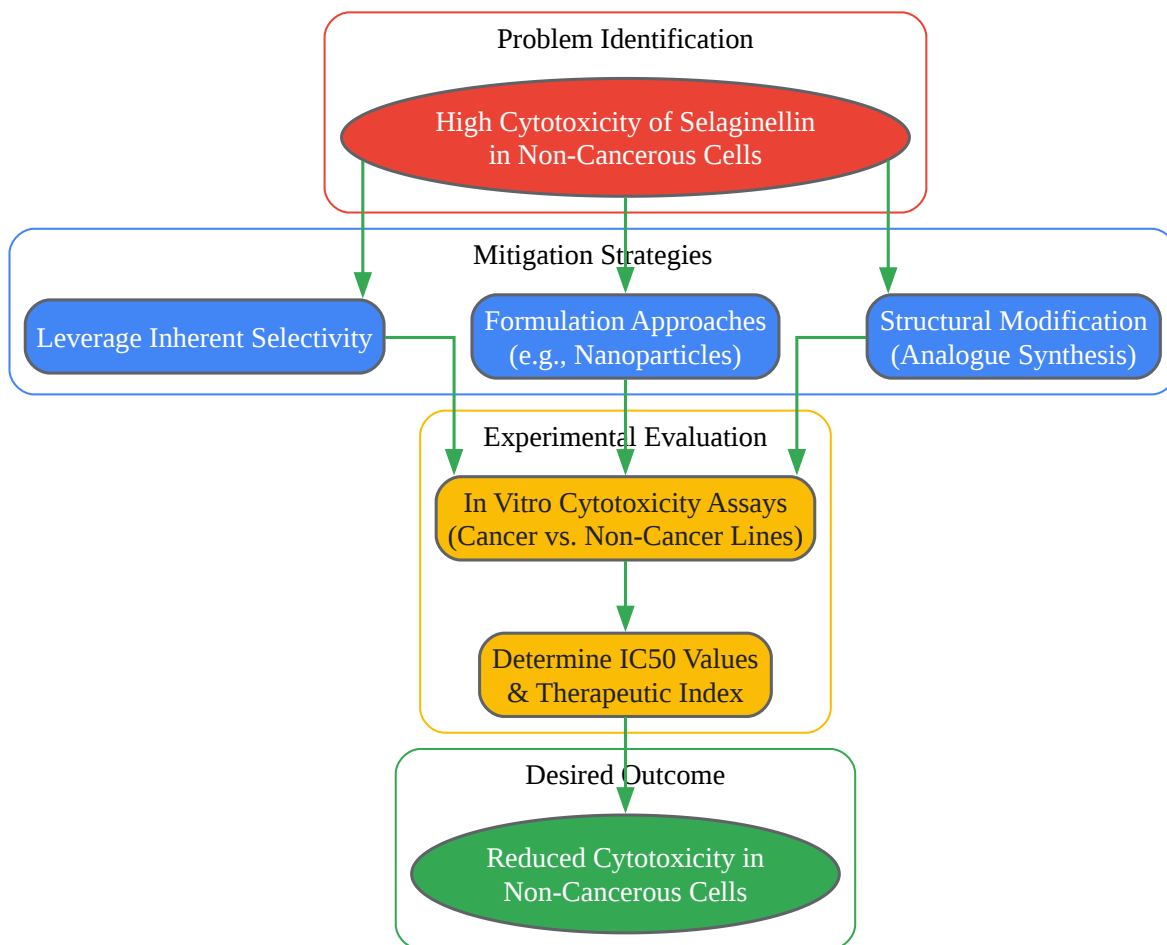 Problem Identification
High Cytotoxicity of Selaginellin
in Non-Cancerous Cells
Mitigation Strategies
Leverage Inherent Selectivity
Formulation Approaches
(e.g., Nanoparticles)
Structural Modification
(Analogue Synthesis)
Experimental Evaluation
In Vitro Cytotoxicity Assays
(Cancer vs. Non-Cancer Lines)
Determine IC50 Values
& Therapeutic Index
Desired Outcome
Reduced Cytotoxicity in
Non-Cancerous Cells